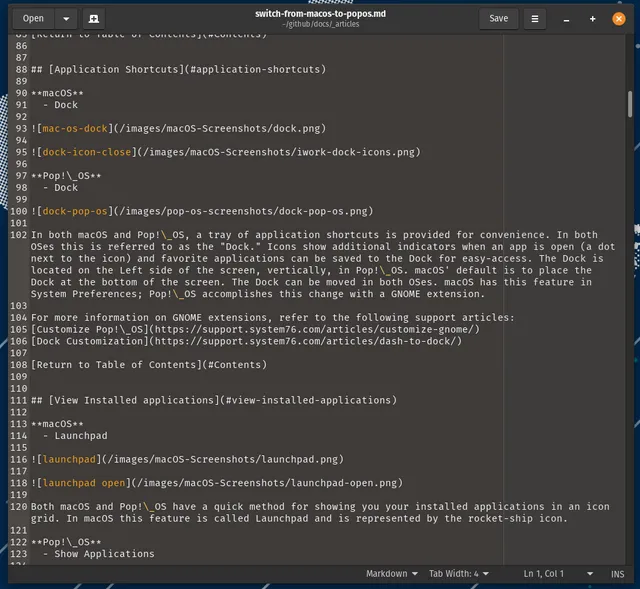 Open
switch-from-macos-to-popos.md
~/github/docs/_articles
Save
85 [Return to Table of Contents](#Contents)
86
87
88 ## [Application Shortcuts](#application-shortcuts)
89
90 **macOS**
91   - Dock
92
93 ![mac-os-dock](/images/macOS-Screenshots/dock.png)
94
95 ![dock-icon-close](/images/macOS-Screenshots/iwork-dock-icons.png)
96
97 **Pop!\_OS**
98   - Dock
99
100 ![dock-pop-os](/images/pop-os-screenshots/dock-pop-os.png)
101
102 In both macOS and Pop!\_OS, a tray of application shortcuts is provided for convenience. In both
OSes this is referred to as the "Dock." Icons show additional indicators when an app is open (a dot
next to the icon) and favorite applications can be saved to the Dock for easy-access. The Dock is
located on the Left side of the screen, vertically, in Pop!\_OS. macOS' default is to place the
Dock at the bottom of the screen. The Dock can be moved in both OSes. macOS has this feature in
System Preferences; Pop!\_OS accomplishes this change with a GNOME extension.
103
104 For more information on GNOME extensions, refer to the following support articles:
105 [Customize Pop!\_OS](https://support.system76.com/articles/customize-gnome/)
106 [Dock Customization](https://support.system76.com/articles/dash-to-dock/)
107
108 [Return to Table of Contents](#Contents)
109
110
111 ## [View Installed applications](#view-installed-applications)
112
113 **macOS**
114   - Launchpad
115
116 ![launchpad](/images/macOS-Screenshots/launchpad.png)
117
118 ![launchpad open](/images/macOS-Screenshots/launchpad-open.png)
119
120 Both macOS and Pop!\_OS have a quick method for showing you your installed applications in an icon
grid. In macOS this feature is called Launchpad and is represented by the rocket-ship icon.
121
122 **Pop!\_OS**
123   - Show Applications
Markdown
Tab Width: 4
Ln 1, Col 1
INS